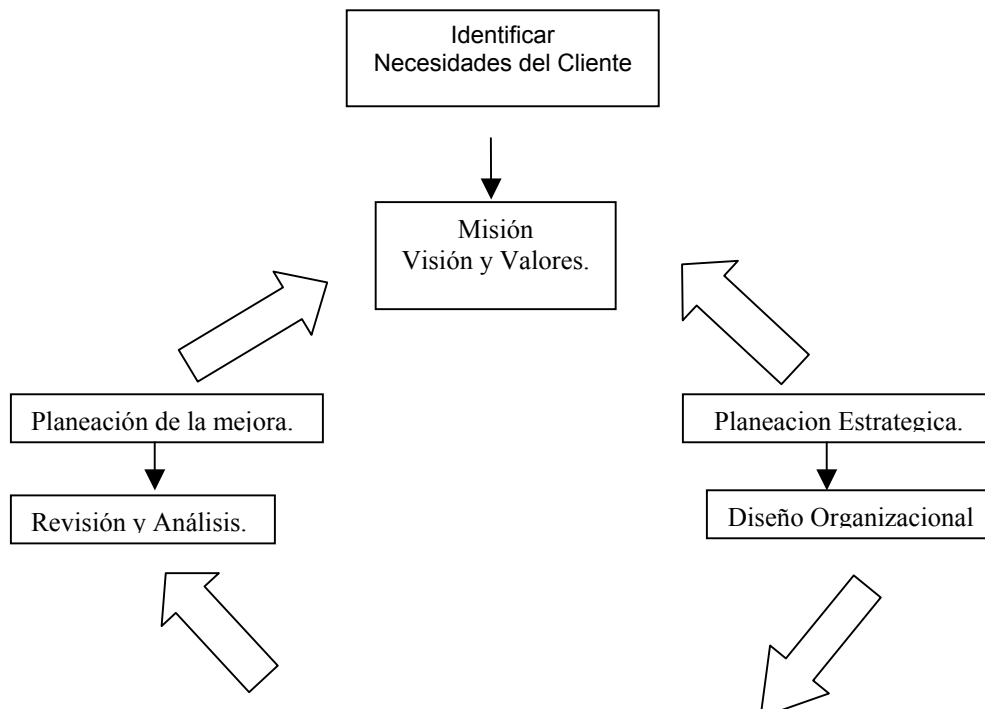 Identificar
Necesidades del Cliente
Misión
Visión y Valores.
Planeación de la mejora.
Planeacion Estrategica.
Revisión y Análisis.
Diseño Organizacional